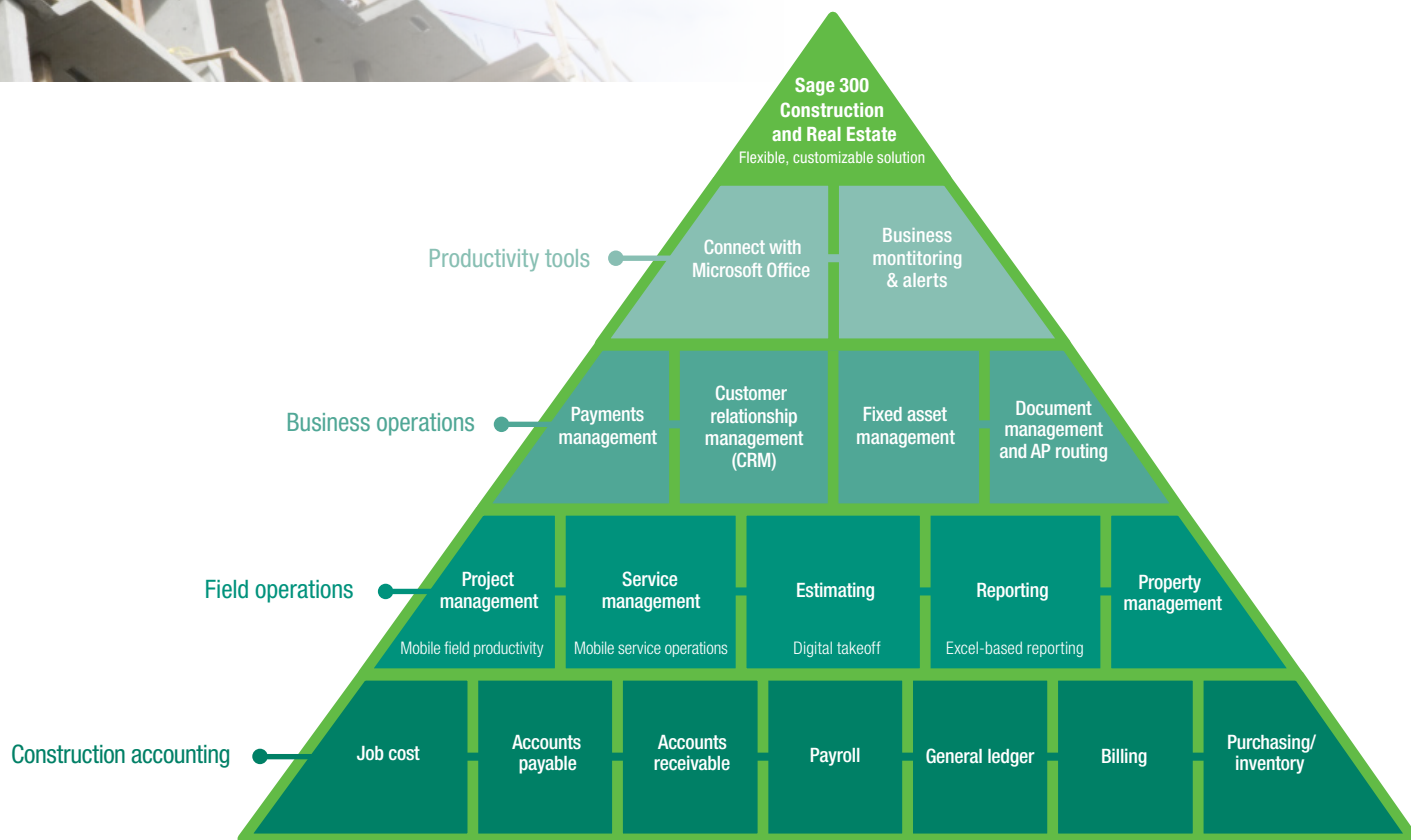 Sage 300
Construction
and Real Estate
Flexible, customizable solution
Productivity tools
Connect with
Microsoft Office
Business
montitoring
& alerts
Business operations
Payments
management
Customer
relationship
management
(CRM)
Fixed asset
management
Document
management
and AP routing
Field operations
Project
management
Mobile field productivity
Service
management
Mobile service operations
Estimating
Digital takeoff
Reporting
Excel-based reporting
Property
management
Construction accounting
Job cost
Accounts
payable
Accounts
receivable
Payroll
General ledger
Billing
Purchasing/
inventory